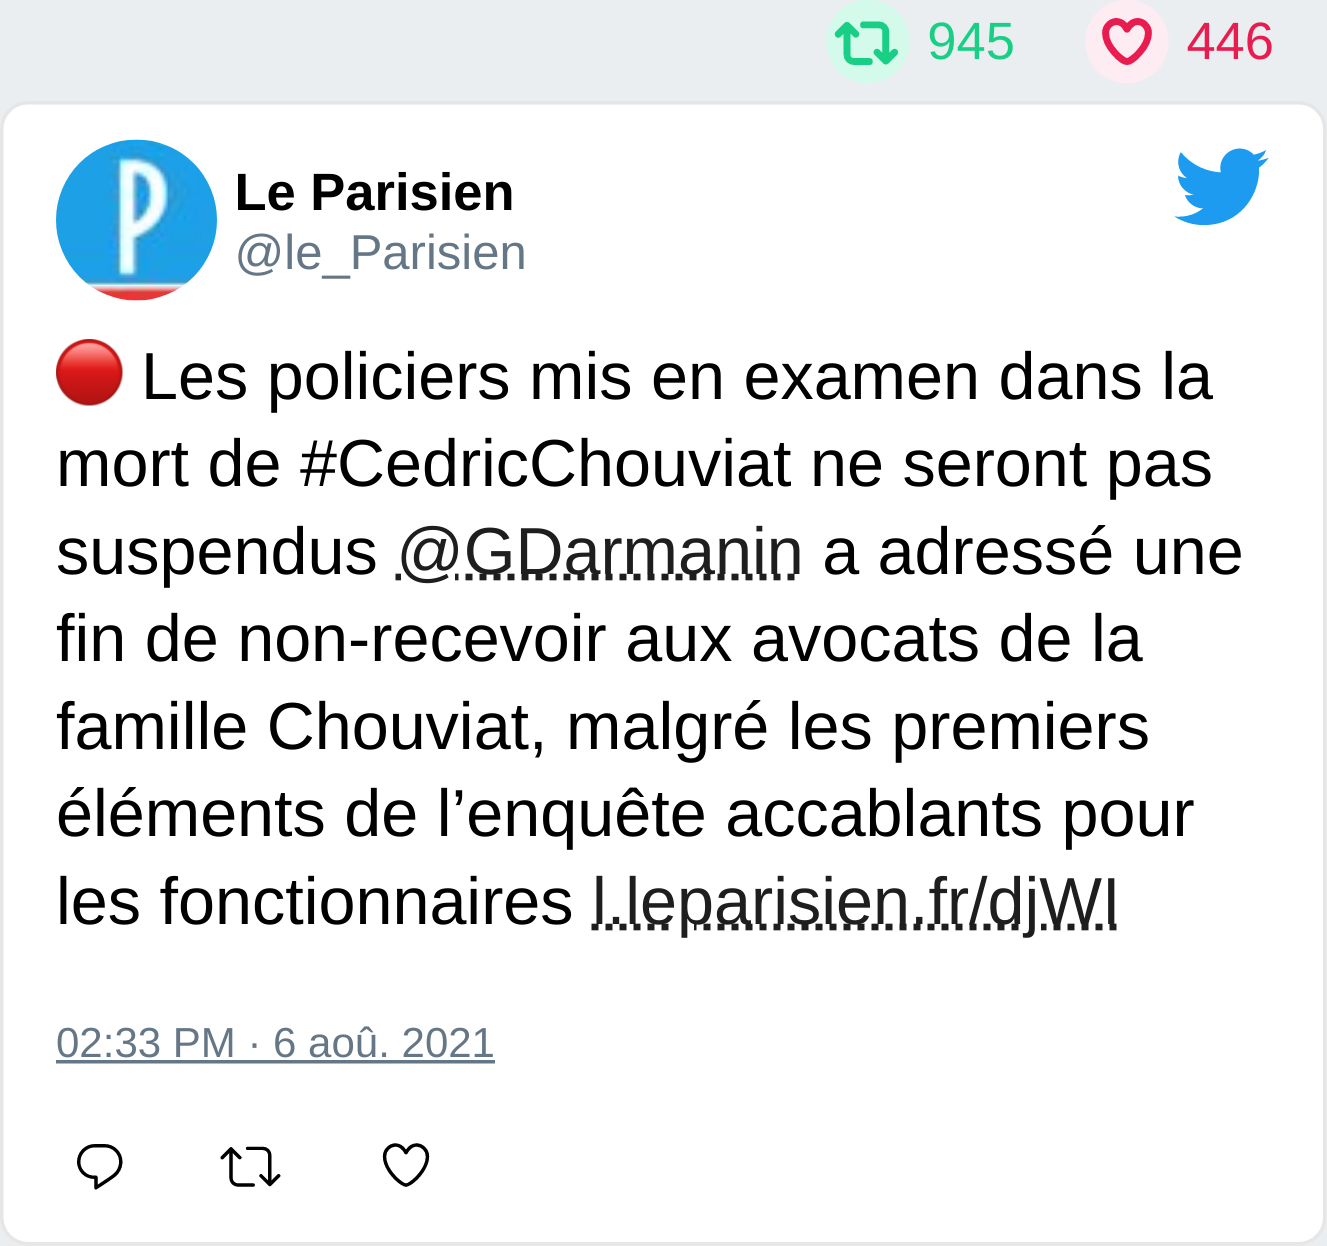 945 446
Le Parisien
@le_Parisien
🔴 Les policiers mis en examen dans la
mort de #CedricChouviat ne seront pas
suspendus @GDarmanin a adressé une
fin de non-recevoir aux avocats de la
famille Chouviat, malgré les premiers
éléments de l’enquête accablants pour
les fonctionnaires l.leparisien.fr/djWI
02:33 PM · 6 aoû. 2021